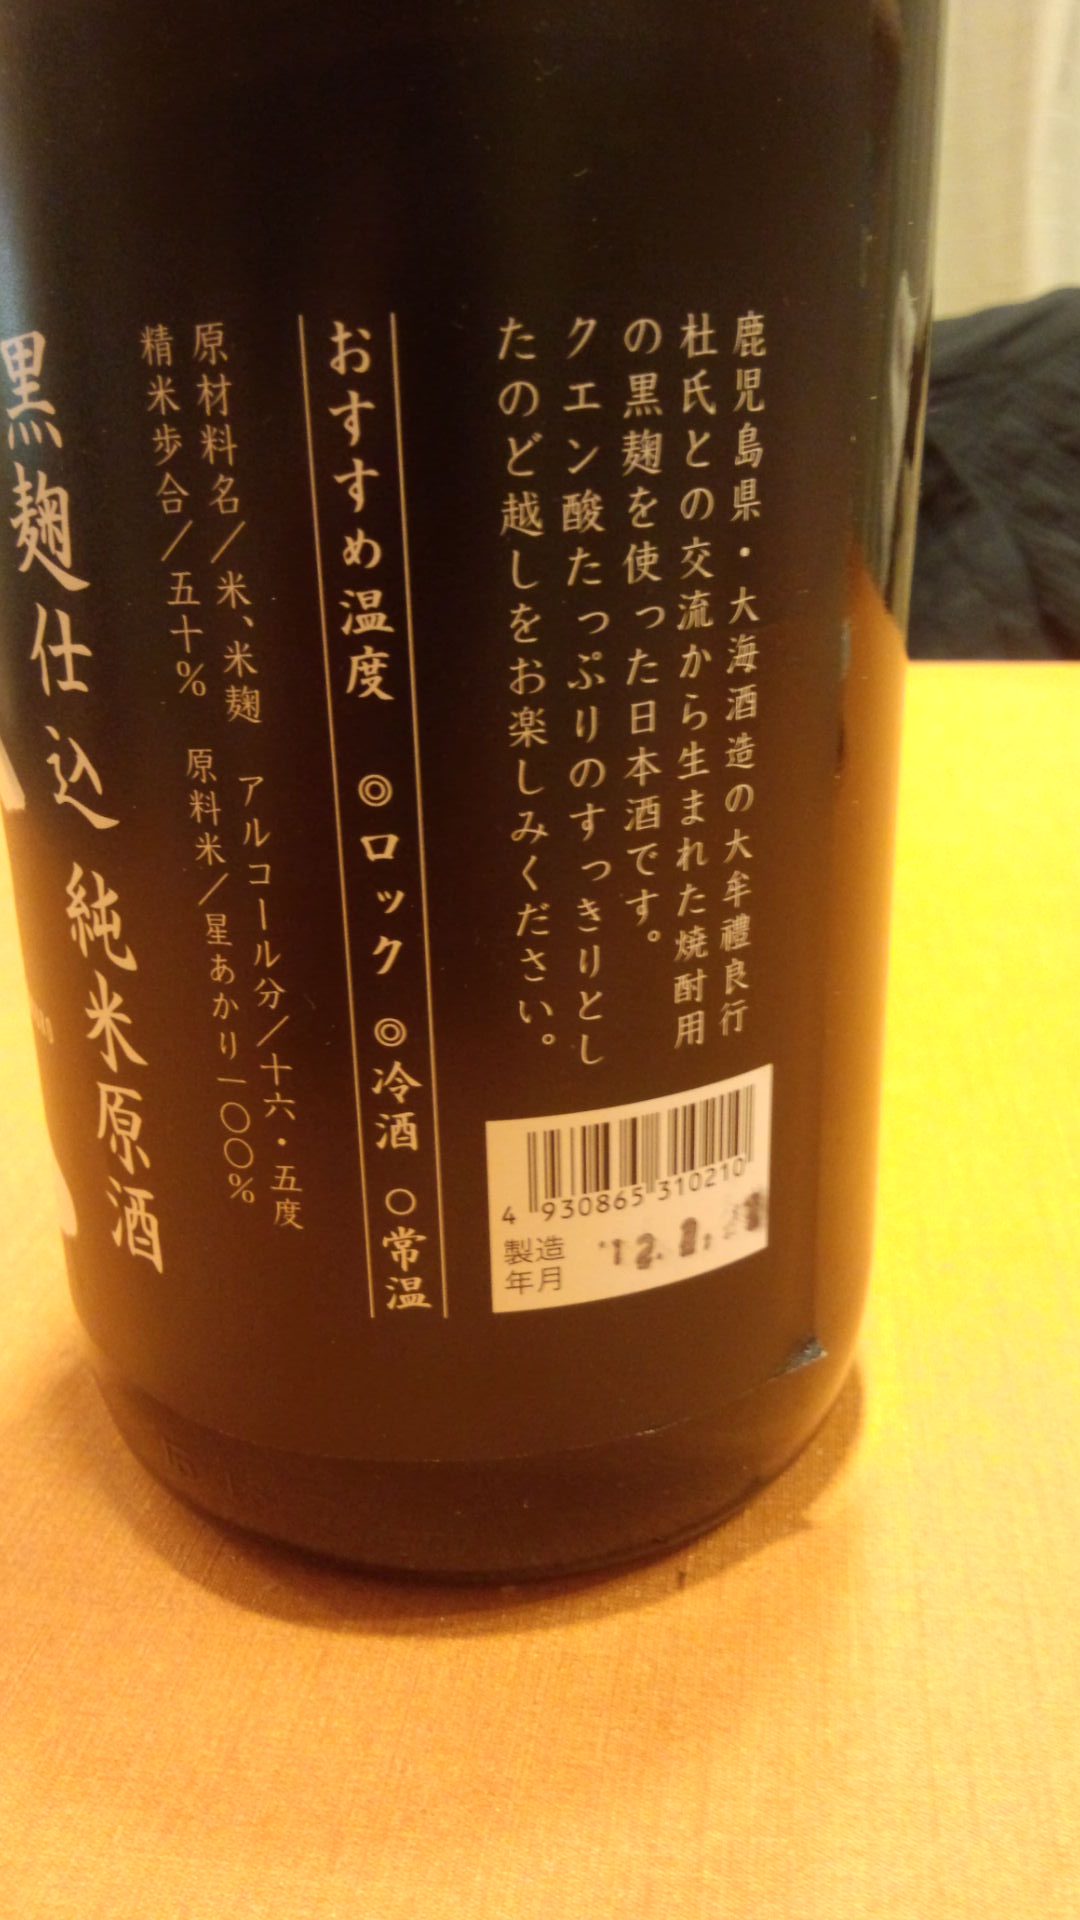 鹿児島県・大海酒造の大牟禮良行
杜氏との交流から生まれた焼酎用
の黒麹を使った日本酒です。
クエン酸たっぷりのすっきりとし
たのど越しをお楽しみください。
おすすめ温度 ◎ロック ◎冷酒 ○常温
原材料名/米、米麹 アルコール分/十六・五度
精米歩合/五十% 原料米/星あかり一〇〇%
黒麹仕込 純米原酒
4 930865 310210
製造
年月